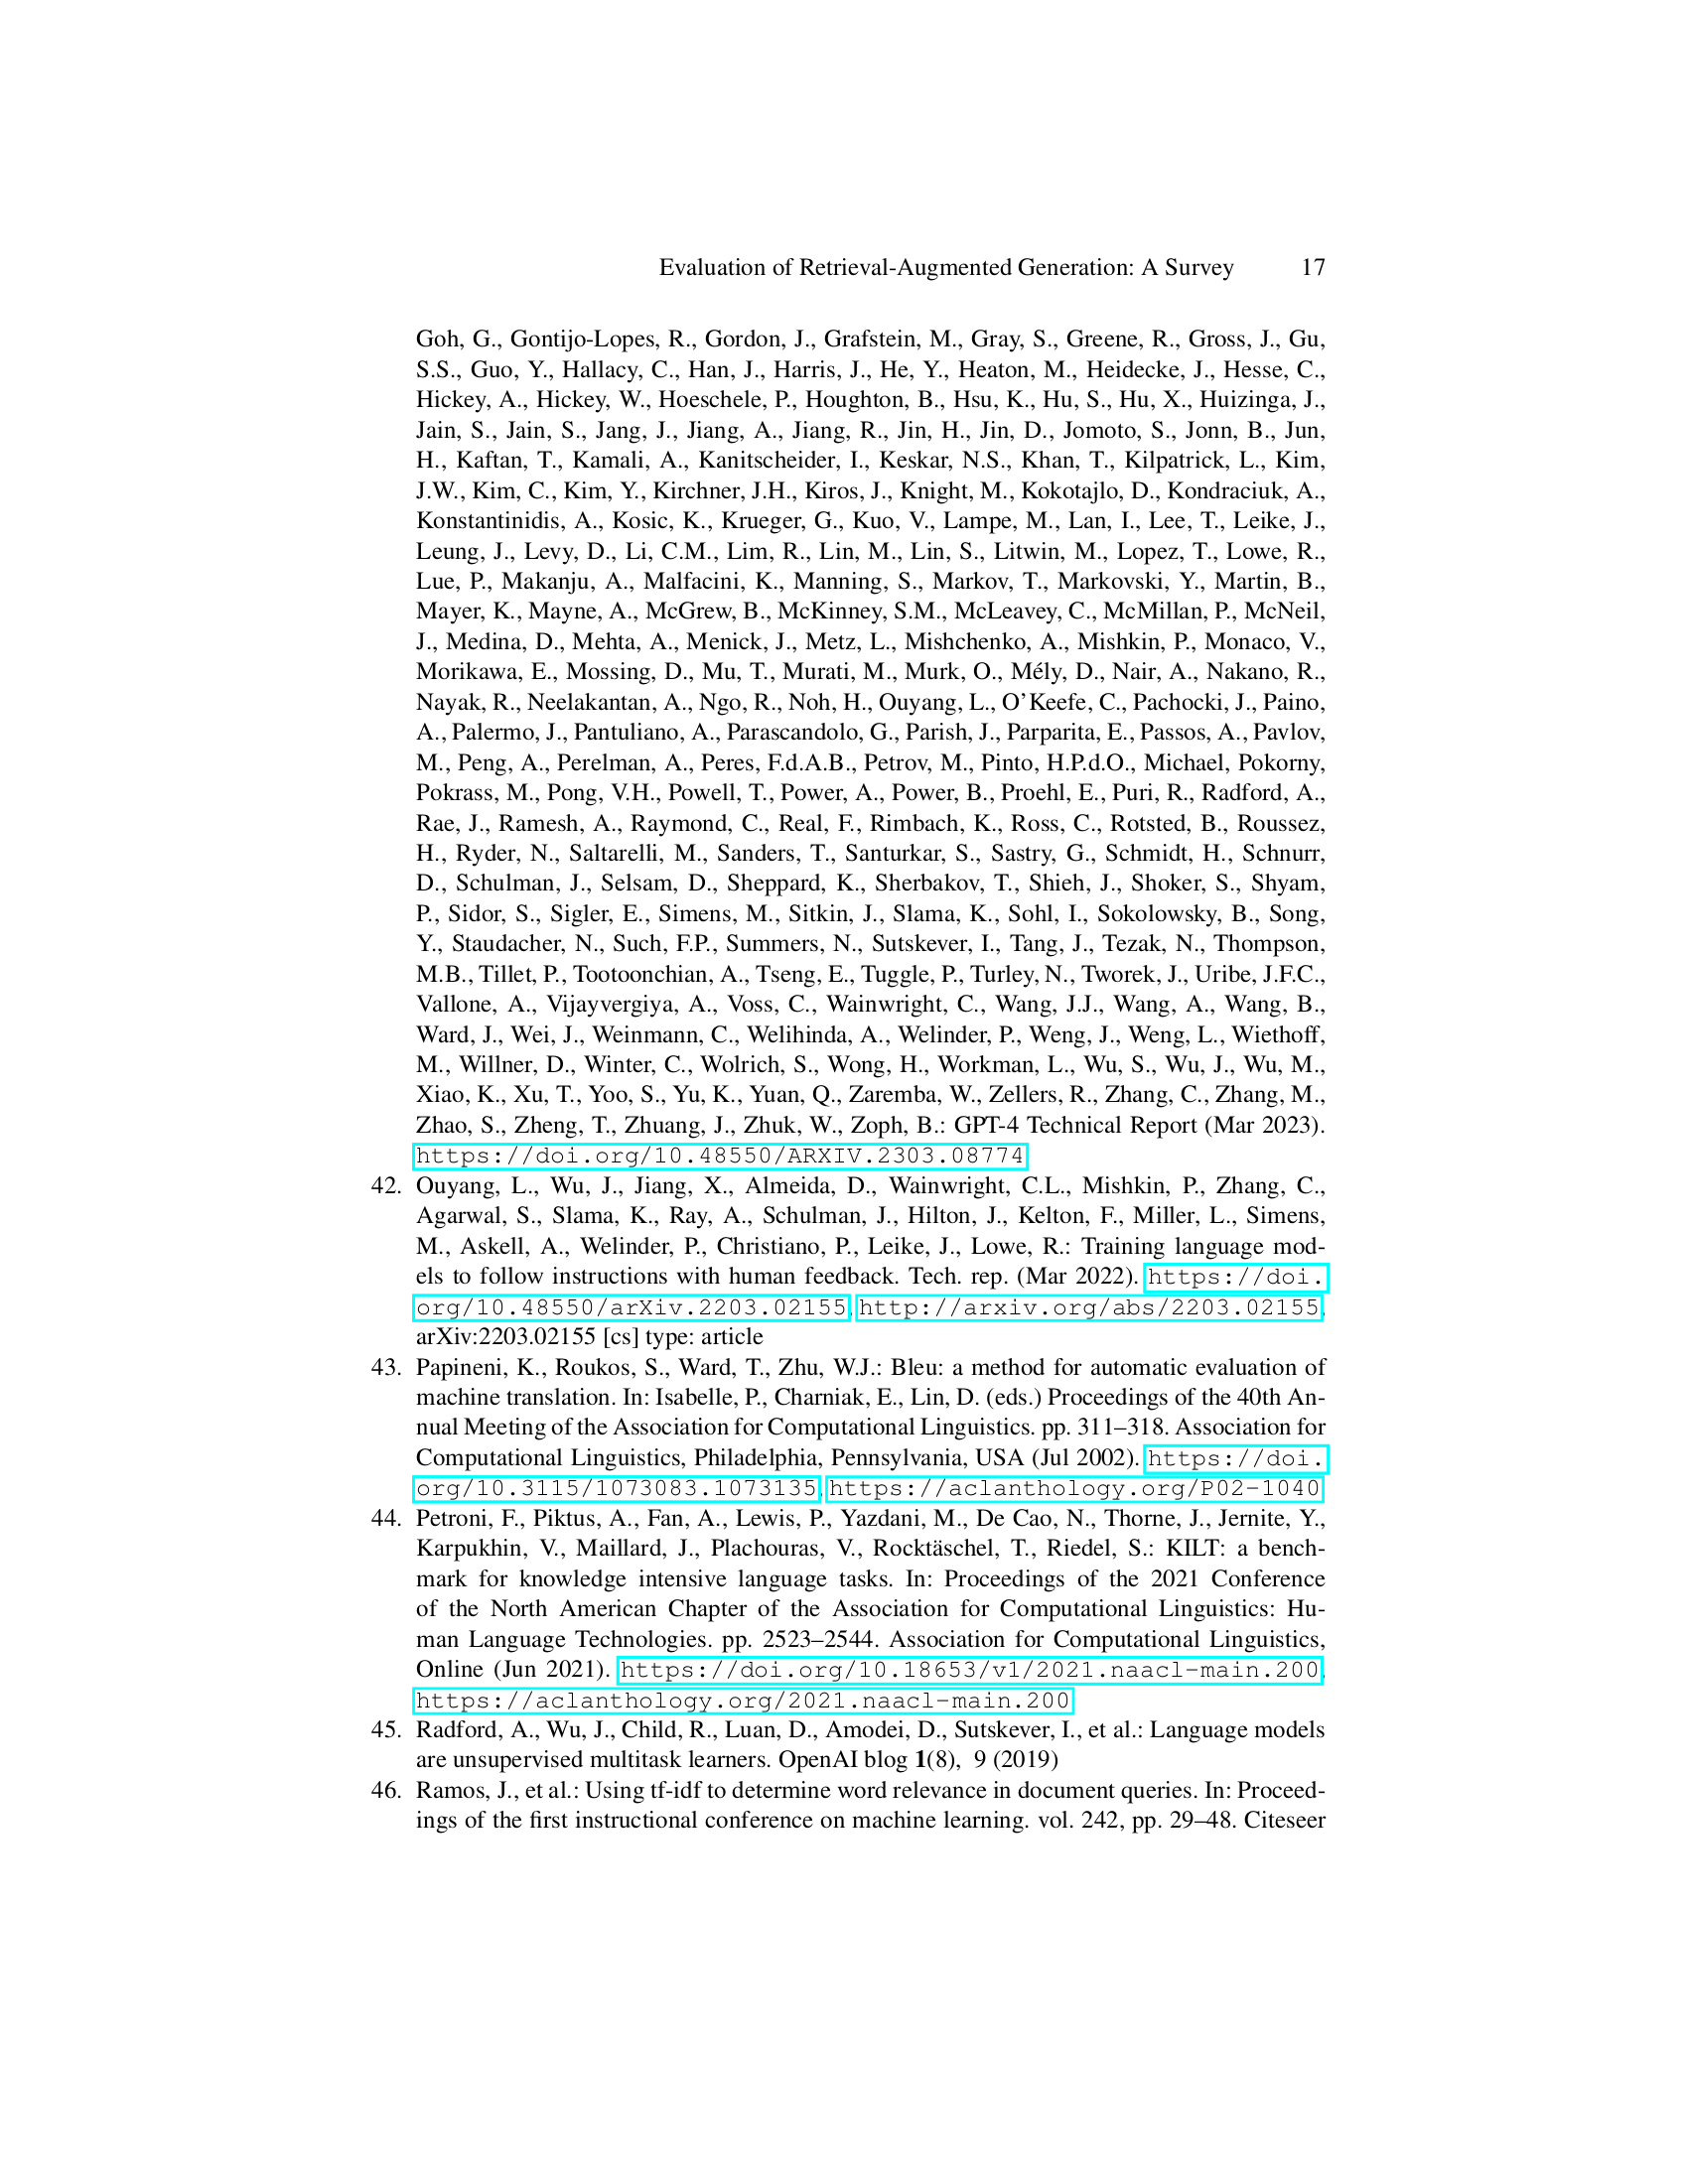 Evaluation of Retrieval-Augmented Generation: A Survey 17
Goh, G., Gontijo-Lopes, R., Gordon, J., Grafstein, M., Gray, S., Greene, R., Gross, J., Gu,
S.S., Guo, Y., Hallacy, C., Han, J., Harris, J., He, Y., Heaton, M., Heidecke, J., Hesse, C.,
Hickey, A., Hickey, W., Hoeschele, P., Houghton, B., Hsu, K., Hu, S., Hu, X., Huizinga, J.,
Jain, S., Jain, S., Jang, J., Jiang, A., Jiang, R., Jin, H., Jin, D., Jomoto, S., Jonn, B., Jun,
H., Kaftan, T., Kamali, A., Kanitscheider, I., Keskar, N.S., Khan, T., Kilpatrick, L., Kim,
J.W., Kim, C., Kim, Y., Kirchner, J.H., Kiros, J., Knight, M., Kokotajlo, D., Kondraciuk, A.,
Konstantinidis, A., Kosic, K., Krueger, G., Kuo, V., Lampe, M., Lan, I., Lee, T., Leike, J.,
Leung, J., Levy, D., Li, C.M., Lim, R., Lin, M., Lin, S., Litwin, M., Lopez, T., Lowe, R.,
Lue, P., Makanju, A., Malfacini, K., Manning, S., Markov, T., Markovski, Y., Martin, B.,
Mayer, K., Mayne, A., McGrew, B., McKinney, S.M., McLeavey, C., McMillan, P., McNeil,
J., Medina, D., Mehta, A., Menick, J., Metz, L., Mishchenko, A., Mishkin, P., Monaco, V.,
Morikawa, E., Mossing, D., Mu, T., Murati, M., Murk, O., Mély, D., Nair, A., Nakano, R.,
Nayak, R., Neelakantan, A., Ngo, R., Noh, H., Ouyang, L., O'Keefe, C., Pachocki, J., Paino,
A., Palermo, J., Pantuliano, A., Parascandolo, G., Parish, J., Parparita, E., Passos, A., Pavlov,
M., Peng, A., Perelman, A., Peres, F.d.A.B., Petrov, M., Pinto, H.P.d.O., Michael, Pokorny,
Pokrass, M., Pong, V.H., Powell, T., Power, A., Power, B., Proehl, E., Puri, R., Radford, A.,
Rae, J., Ramesh, A., Raymond, C., Real, F., Rimbach, K., Ross, C., Rotsted, B., Roussez,
H., Ryder, N., Saltarelli, M., Sanders, T., Santurkar, S., Sastry, G., Schmidt, H., Schnurr,
D., Schulman, J., Selsam, D., Sheppard, K., Sherbakov, T., Shieh, J., Shoker, S., Shyam,
P., Sidor, S., Sigler, E., Simens, M., Sitkin, J., Slama, K., Sohl, I., Sokolowsky, B., Song,
Y., Staudacher, N., Such, F.P., Summers, N., Sutskever, I., Tang, J., Tezak, N., Thompson,
M.B., Tillet, P., Tootoonchian, A., Tseng, E., Tuggle, P., Turley, N., Tworek, J., Uribe, J.F.C.,
Vallone, A., Vijayvergiya, A., Voss, C., Wainwright, C., Wang, J.J., Wang, A., Wang, B.,
Ward, J., Wei, J., Weinmann, C., Welihinda, A., Welinder, P., Weng, J., Weng, L., Wiethoff,
M., Willner, D., Winter, C., Wolrich, S., Wong, H., Workman, L., Wu, S., Wu, J., Wu, M.,
Xiao, K., Xu, T., Yoo, S., Yu, K., Yuan, Q., Zaremba, W., Zellers, R., Zhang, C., Zhang, M.,
Zhao, S., Zheng, T., Zhuang, J., Zhuk, W., Zoph, B.: GPT-4 Technical Report (Mar 2023).
https://doi.org/10.48550/ARXIV.2303.08774
42. Ouyang, L., Wu, J., Jiang, X., Almeida, D., Wainwright, C.L., Mishkin, P., Zhang, C.,
Agarwal, S., Slama, K., Ray, A., Schulman, J., Hilton, J., Kelton, F., Miller, L., Simens,
M., Askell, A., Welinder, P., Christiano, P., Leike, J., Lowe, R.: Training language mod-
els to follow instructions with human feedback. Tech. rep. (Mar 2022). https://doi.
org/10.48550/arXiv.2203.02155, http://arxiv.org/abs/2203.02155,
arXiv:2203.02155 [cs] type: article
43. Papineni, K., Roukos, S., Ward, T., Zhu, W.J.: Bleu: a method for automatic evaluation of
machine translation. In: Isabelle, P., Charniak, E., Lin, D. (eds.) Proceedings of the 40th An-
nual Meeting of the Association for Computational Linguistics. pp. 311–318. Association for
Computational Linguistics, Philadelphia, Pennsylvania, USA (Jul 2002). https://doi.
org/10.3115/1073083.1073135, https://aclanthology.org/P02-1040
44. Petroni, F., Piktus, A., Fan, A., Lewis, P., Yazdani, M., De Cao, N., Thorne, J., Jernite, Y.,
Karpukhin, V., Maillard, J., Plachouras, V., Rocktäschel, T., Riedel, S.: KILT: a bench-
mark for knowledge intensive language tasks. In: Proceedings of the 2021 Conference
of the North American Chapter of the Association for Computational Linguistics: Hu-
man Language Technologies. pp. 2523–2544. Association for Computational Linguistics,
Online (Jun 2021). https://doi.org/10.18653/v1/2021.naacl-main.200,
https://aclanthology.org/2021.naacl-main.200
45. Radford, A., Wu, J., Child, R., Luan, D., Amodei, D., Sutskever, I., et al.: Language models
are unsupervised multitask learners. OpenAI blog 1(8), 9 (2019)
46. Ramos, J., et al.: Using tf-idf to determine word relevance in document queries. In: Proceed-
ings of the first instructional conference on machine learning. vol. 242, pp. 29–48. Citeseer